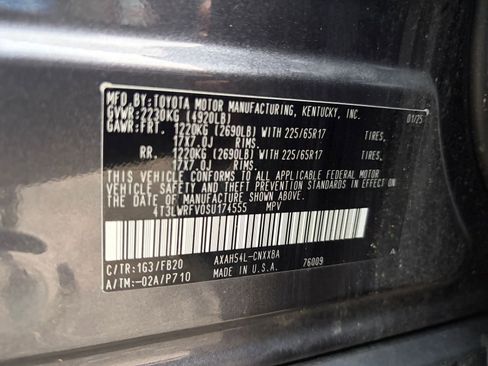 MFD.BY:TOYOTA MOTOR MANUFACTURING, KENTUCKY, INC.
GVWR:2230KG (4920LB) 01/25
GAWR:FRT. 1220KG (2690LB) WITH 225/65R17 TIRES,
17X7.0J RIMS.
RR. 1220KG (2690LB) WITH 225/65R17 TIRES,
17X7.0J RIMS.
THIS VEHICLE CONFORMS TO ALL APPLICABLE FEDERAL MOTOR
VEHICLE SAFETY AND THEFT PREVENTION STANDARDS IN EFFECT ON
THE DATE OF MANUFACTURE SHOWN ABOVE.
4T3LWRFV0SU174555 MPV
C/TR:1G3/FB20 AXAH54L-CNXXBA
A/TM:-02A/P710 MADE IN U.S.A. 76009